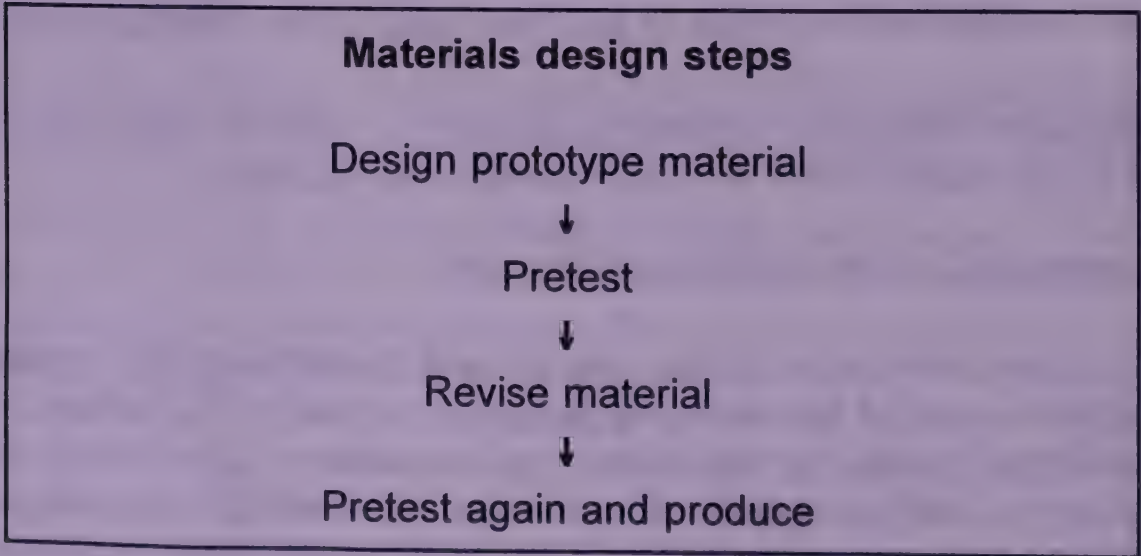 Materials design steps
Design prototype material
↓
Pretest
↓
Revise material
↓
Pretest again and produce